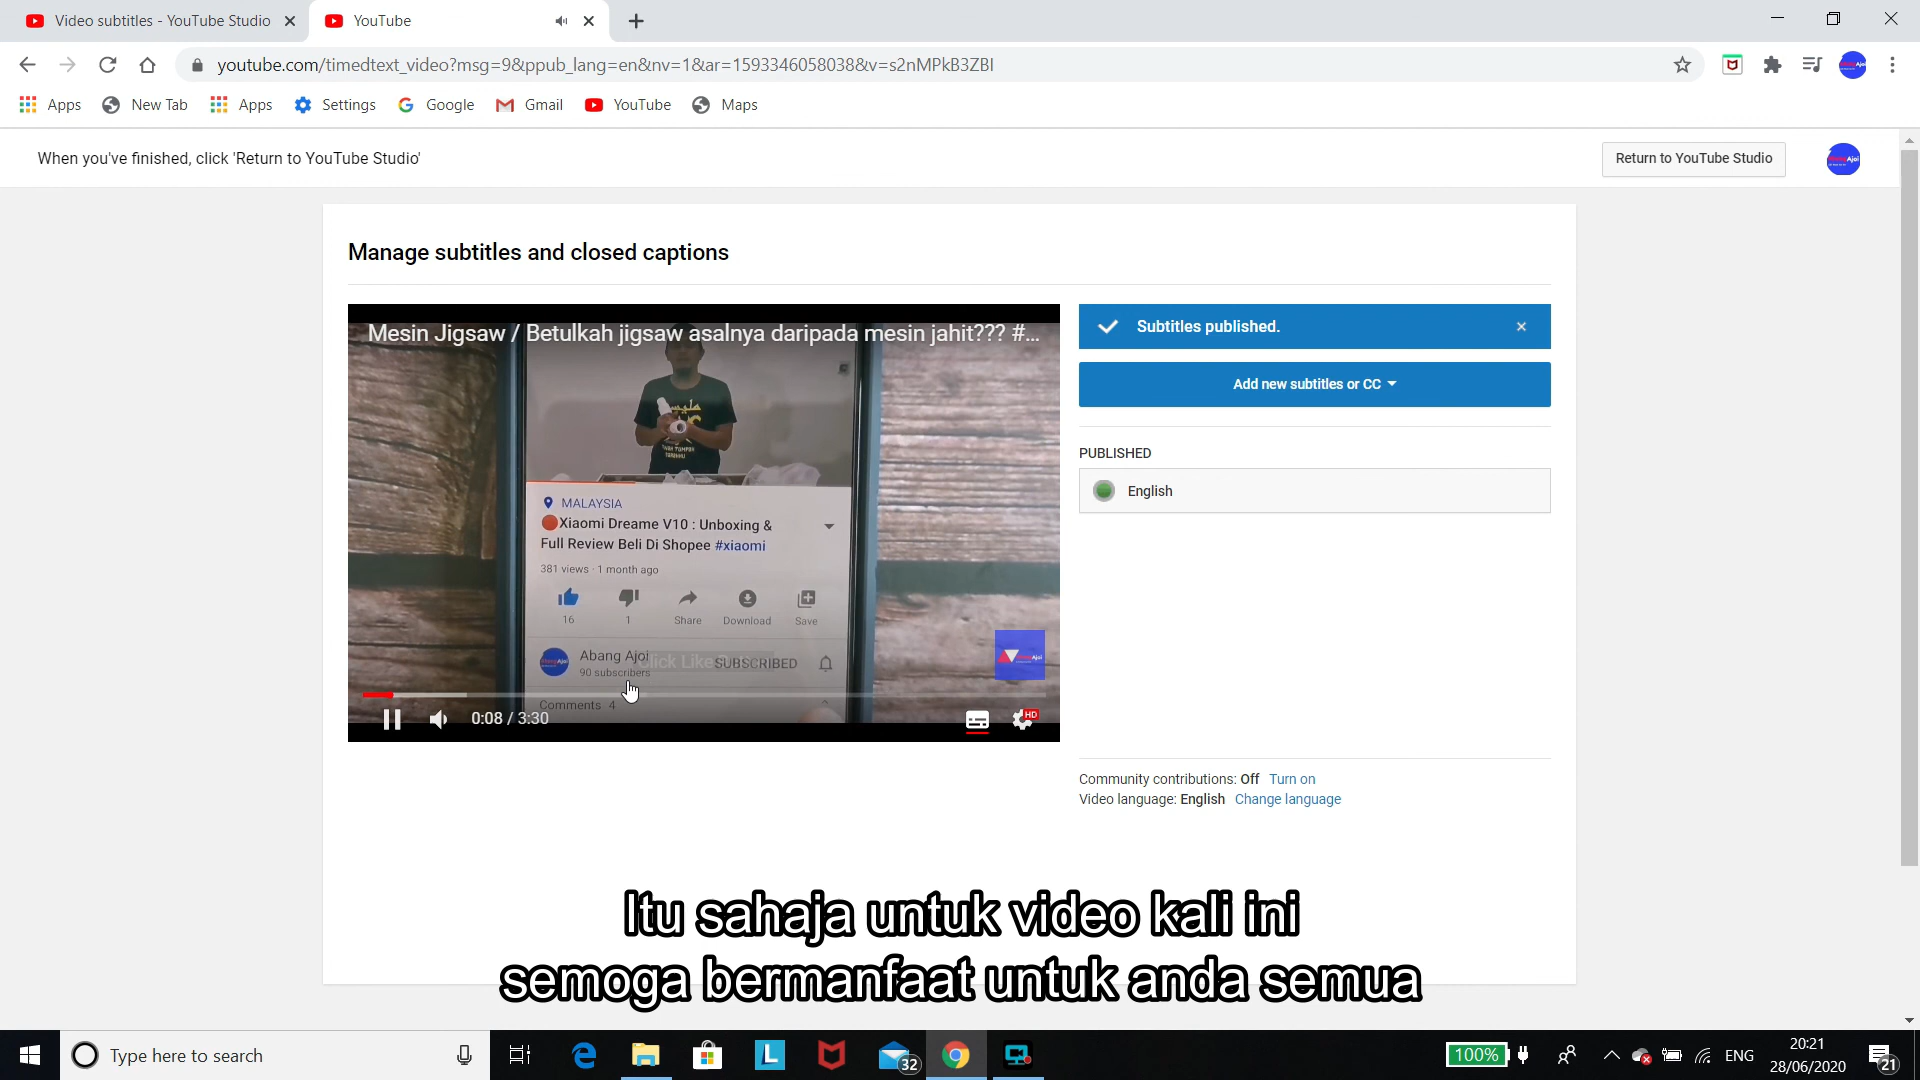 Video subtitles - YouTube Studio
YouTube
youtube.com/timedtext_video?msg=9&ppub_lang=en&nv=1&ar=1593346058038&v=s2nMPkB3ZBI
Apps New Tab Apps Settings Google Gmail YouTube Maps
When you've finished, click 'Return to YouTube Studio'
Return to YouTube Studio
Manage subtitles and closed captions
Mesin Jigsaw / Betulkah jigsaw asalnya daripada mesin jahit??? #...
MALAYSIA
Xiaomi Dreame V10 : Unboxing &
Full Review Beli Di Shopee #xiaomi
381 views · 1 month ago
16 1 Share Download Save
Abang Ajoi
90 subscribers
SUBSCRIBED
Comments 4
0:08 / 3:30
HD
Subtitles published.
Add new subtitles or CC
PUBLISHED
English
Community contributions: Off Turn on
Video language: English Change language
Itu sahaja untuk video kali ini
semoga bermanfaat untuk anda semua
Type here to search
32
100%
ENG
20:21
28/06/2020
21